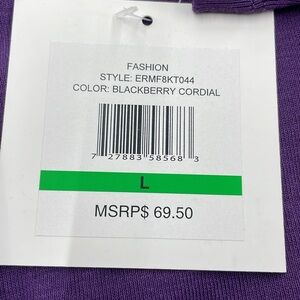 FASHION
STYLE: ERMF8KT044
COLOR: BLACKBERRY CORDIAL
7 27883 58568 3
L
MSRP$ 69.50